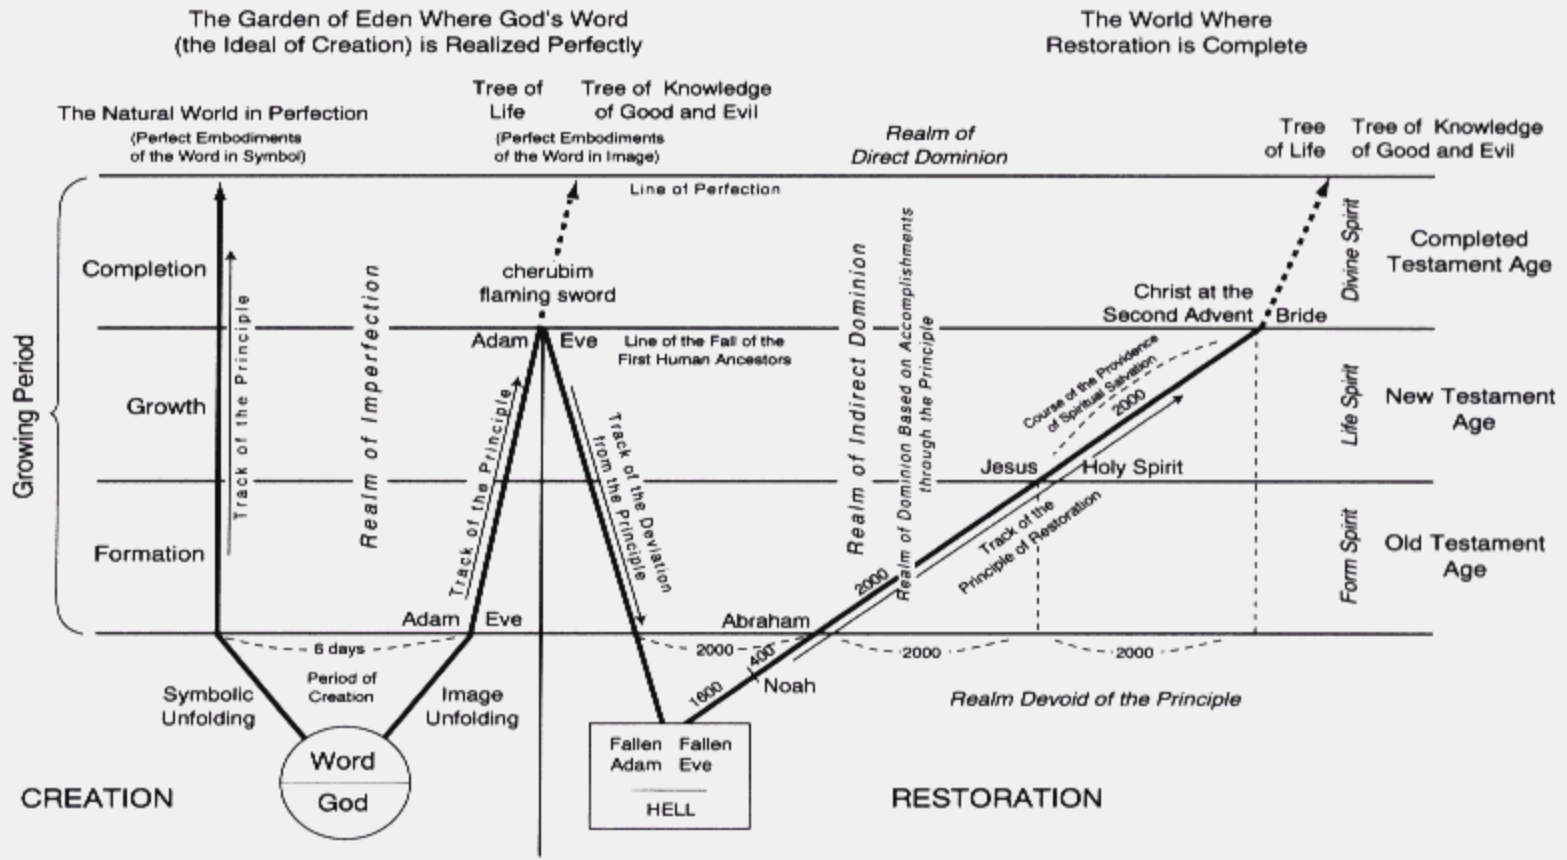 The Garden of Eden Where God's Word
(the Ideal of Creation) is Realized Perfectly
The World Where
Restoration is Complete
The Natural World in Perfection
(Perfect Embodiments
of the Word in Symbol)
Tree of
Life
Tree of Knowledge
of Good and Evil
(Perfect Embodiments
of the Word in Image)
Realm of
Direct Dominion
Tree
of Life
Tree of Knowledge
of Good and Evil
Line of Perfection
Growing Period
Completion
Growth
Formation
Track of the Principle
Realm of Imperfection
cherubim
flaming sword
Adam
Eve
Line of the Fall of the
First Human Ancestors
Track of the Principle
Track of the Deviation
from the Principle
Realm of Indirect Dominion
Realm of Dominion Based on Accomplishments
through the Principle
Christ at the
Second Advent
Bride
Course of the Providence
of Spiritual Salvation
2000
Jesus
Holy Spirit
Track of the
Principle of Restoration
2000
Divine Spirit
Life Spirit
Form Spirit
Completed
Testament Age
New Testament
Age
Old Testament
Age
Adam
Eve
Abraham
6 days
2000
2000
2000
400
1600
Noah
Period of
Creation
Symbolic
Unfolding
Image
Unfolding
Realm Devoid of the Principle
Word
God
Fallen
Adam
Fallen
Eve
HELL
CREATION
RESTORATION